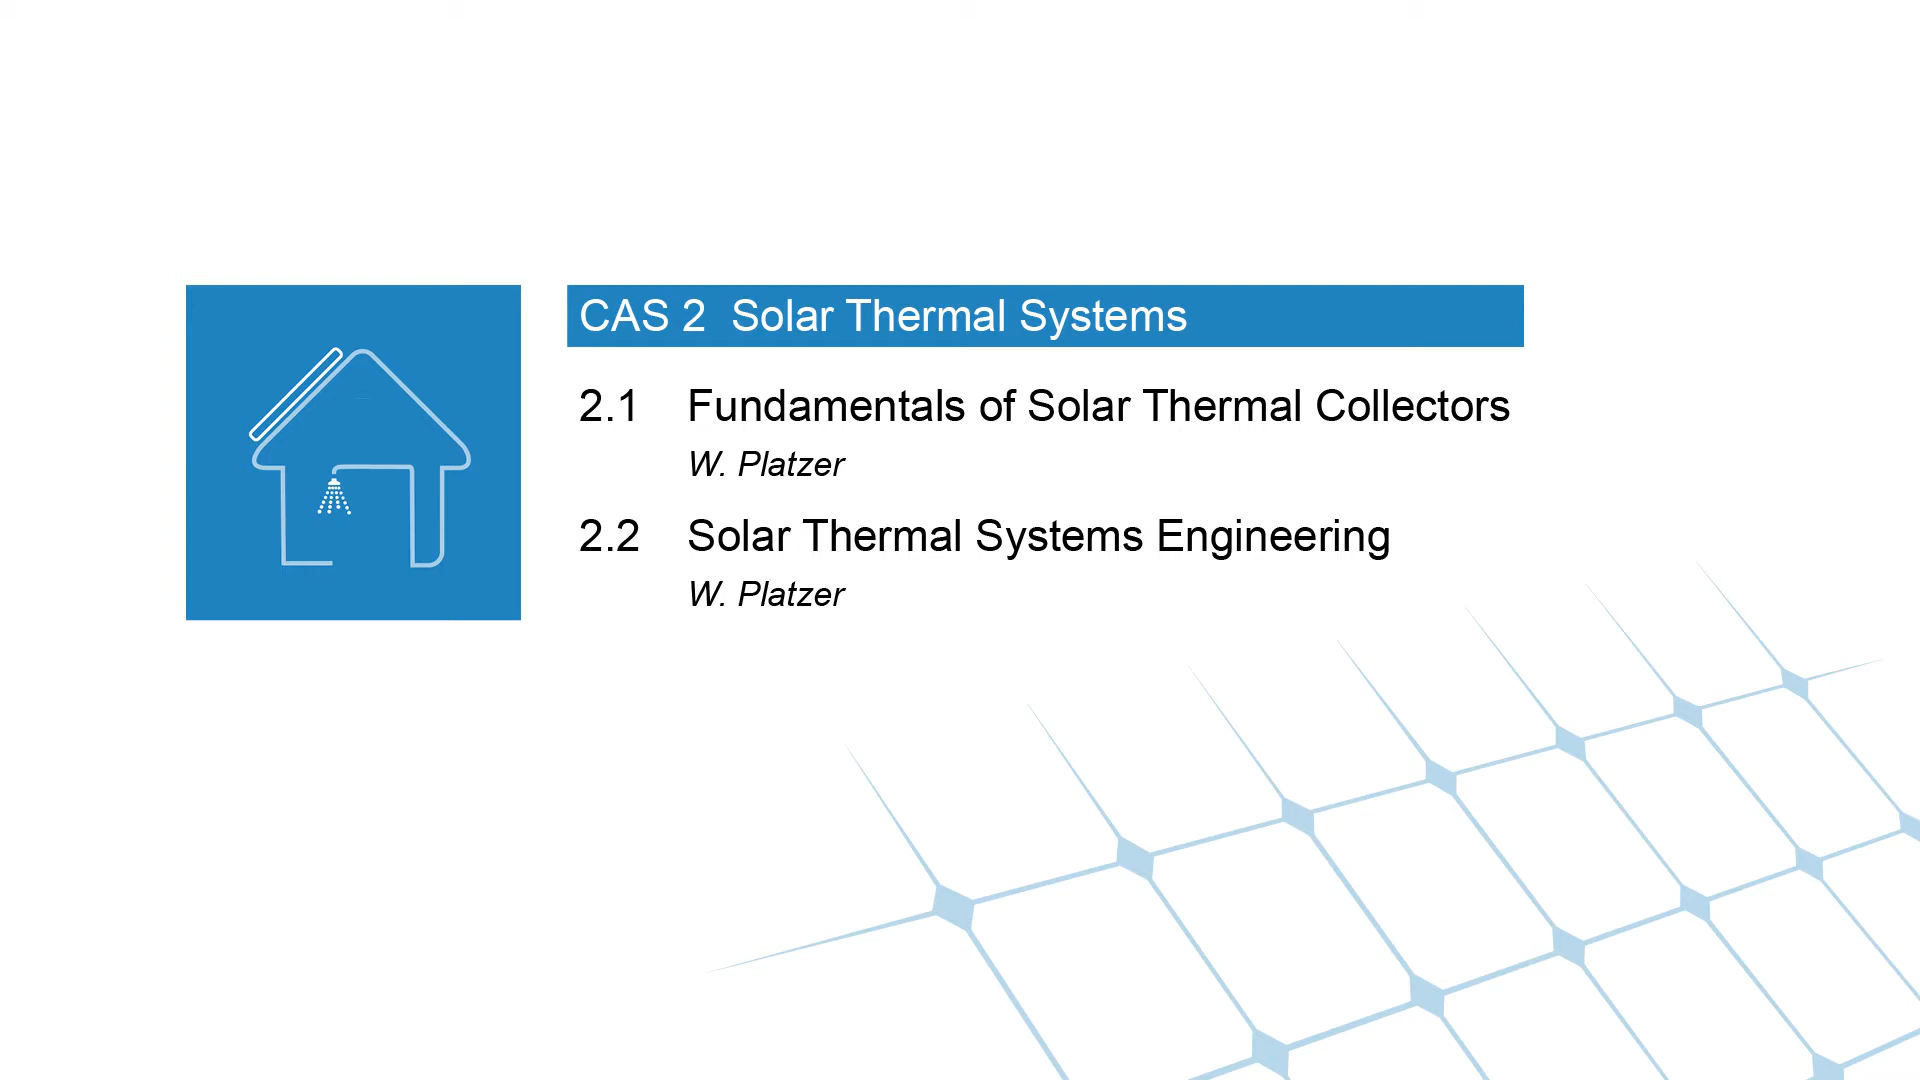 CAS 2 Solar Thermal Systems
2.1 Fundamentals of Solar Thermal Collectors
W. Platzer
2.2 Solar Thermal Systems Engineering
W. Platzer